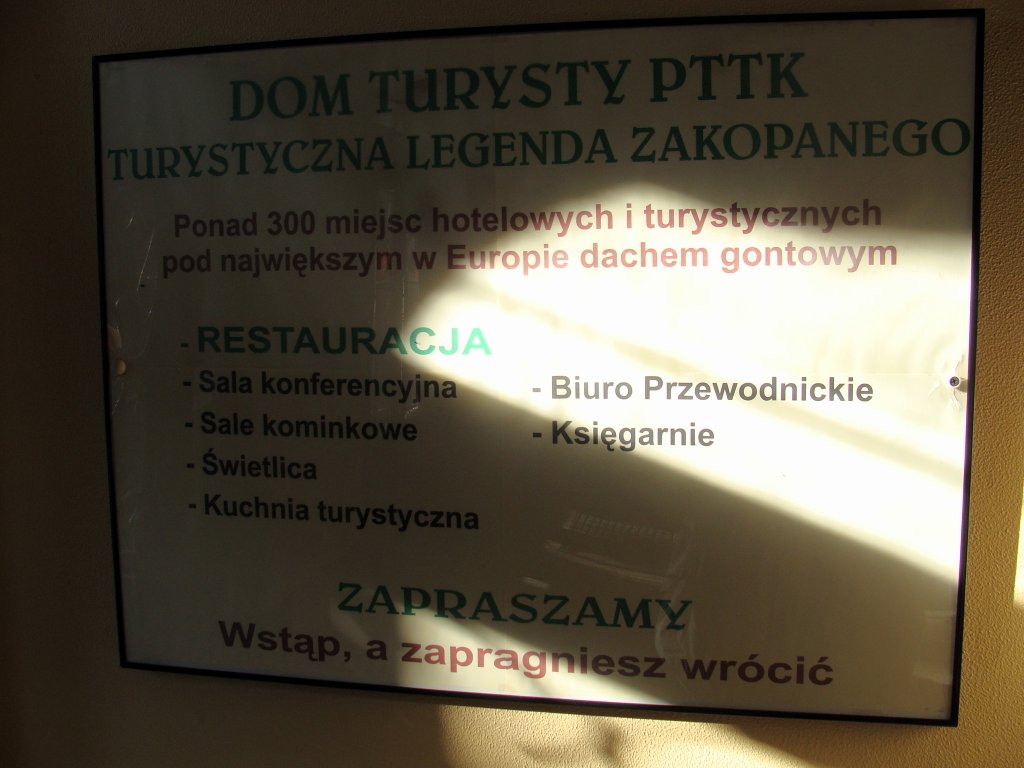 DOM TURYSTY PTTK
TURYSTYCZNA LEGENDA ZAKOPANEGO
Ponad 300 miejsc hotelowych i turystycznych
pod największym w Europie dachem gontowym
- RESTAURACJA
- Sala konferencyjna
- Sale kominkowe
- Świetlica
- Kuchnia turystyczna
- Biuro Przewodnickie
- Księgarnie
ZAPRASZAMY
Wstąp, a zapragniesz wrócić